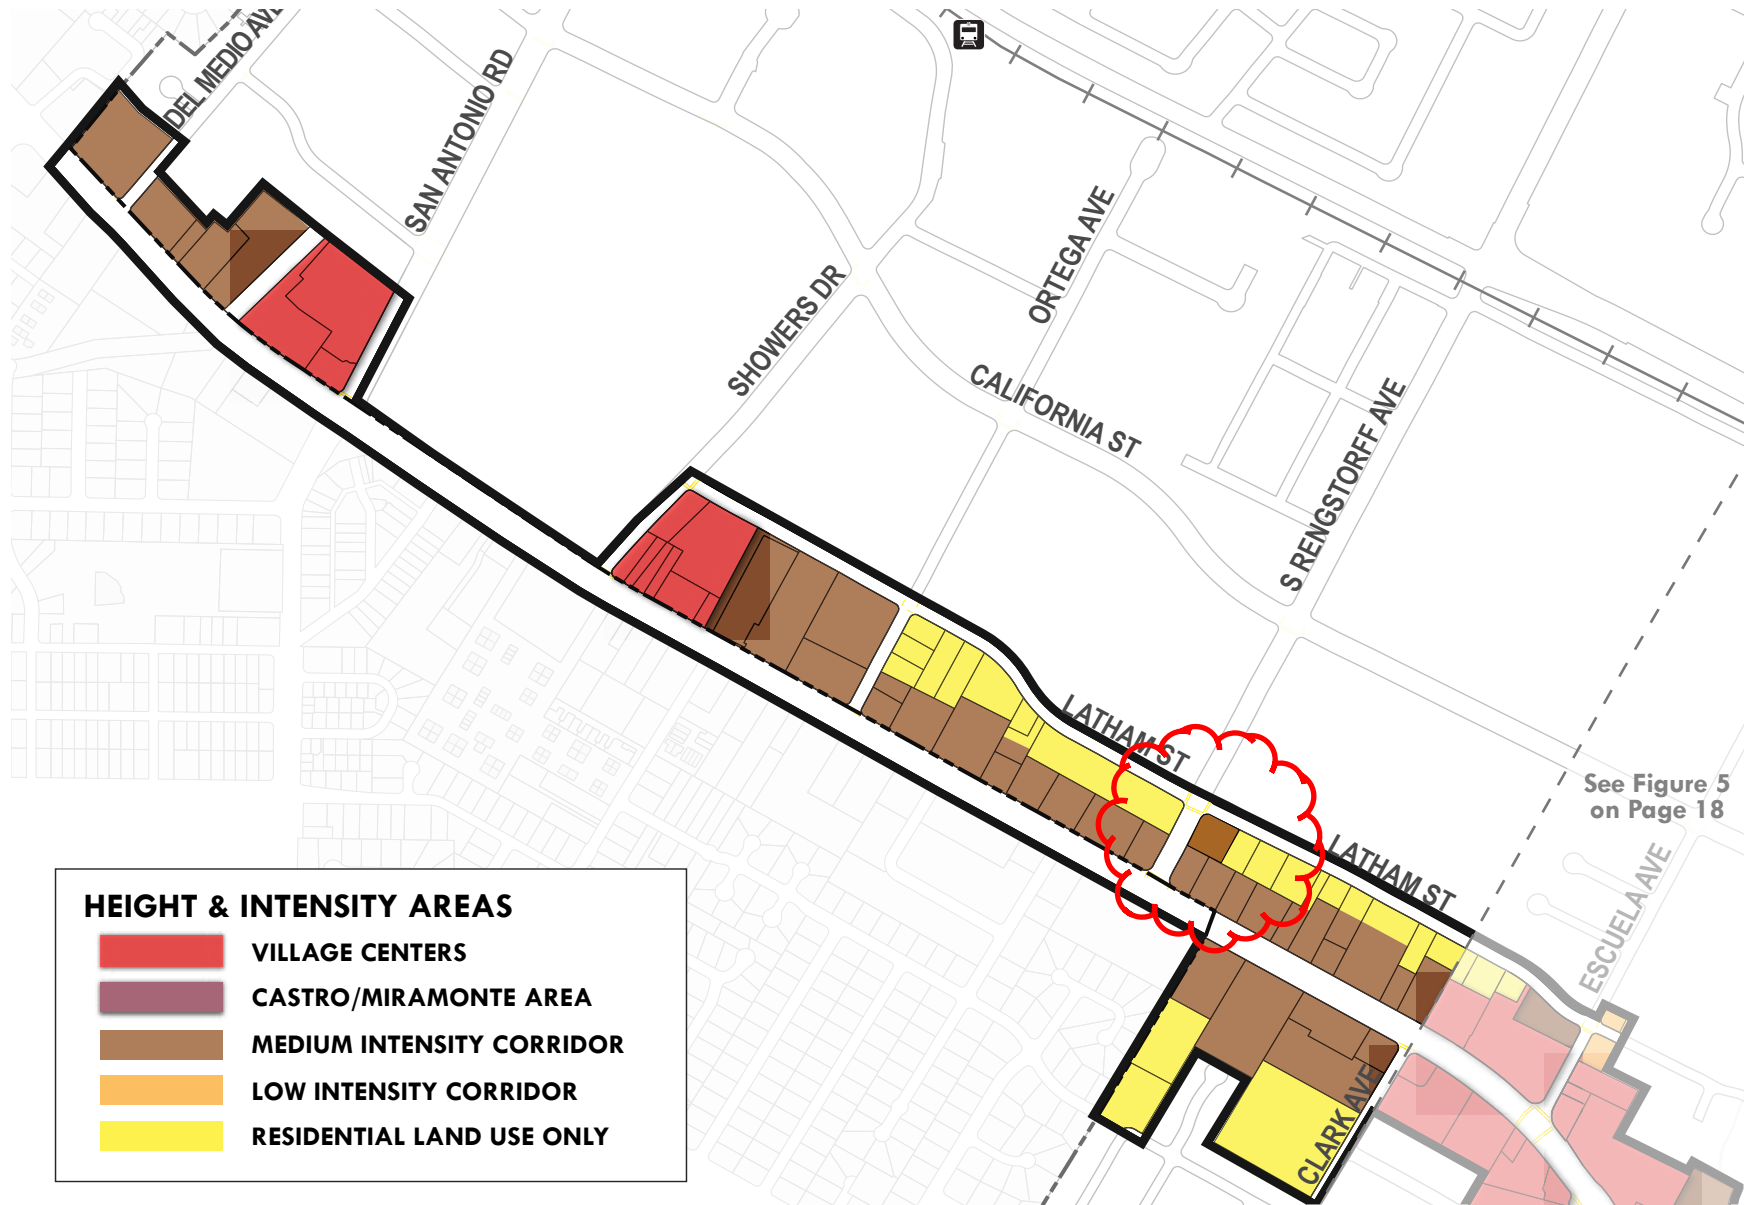 DEL MEDIO AVE
SAN ANTONIO RD
SHOWERS DR
ORTEGA AVE
CALIFORNIA ST
S RENGSTORFF AVE
LATHAM ST
LATHAM ST
See Figure 5
on Page 18
ESCUELA AVE
CLARK AVE
HEIGHT & INTENSITY AREAS
VILLAGE CENTERS
CASTRO/MIRAMONTE AREA
MEDIUM INTENSITY CORRIDOR
LOW INTENSITY CORRIDOR
RESIDENTIAL LAND USE ONLY